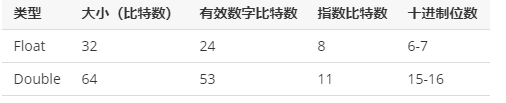 类型 大小（比特数） 有效数字比特数 指数比特数 十进制位数
Float 32 24 8 6-7
Double 64 53 11 15-16